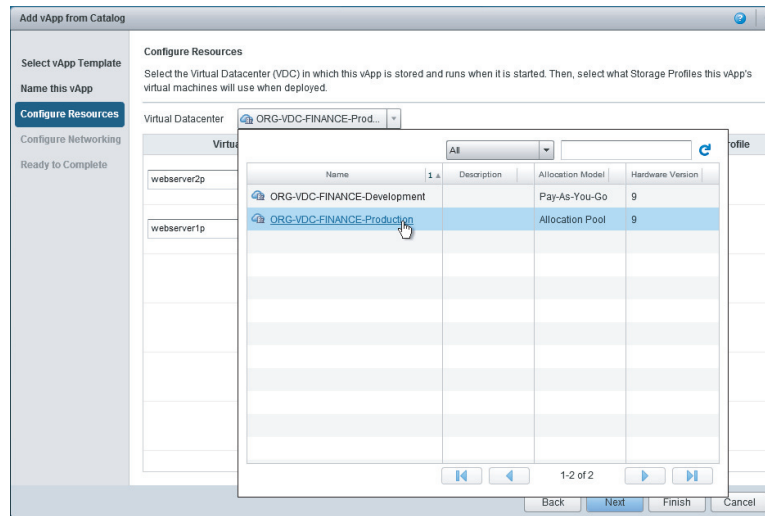 Add vApp from Catalog
Select vApp Template
Name this vApp
Configure Resources
Configure Networking
Ready to Complete
Configure Resources
Select the Virtual Datacenter (VDC) in which this vApp is stored and runs when it is started. Then, select what Storage Profiles this vApp's
virtual machines will use when deployed.
Virtual Datacenter ORG-VDC-FINANCE-Prod...
Virtua
ofile
webserver2p
webserver1p
All
Name 1 Description Allocation Model Hardware Version
ORG-VDC-FINANCE-Development Pay-As-You-Go 9
ORG-VDC-FINANCE-Production Allocation Pool 9
1-2 of 2
Back Next Finish Cancel